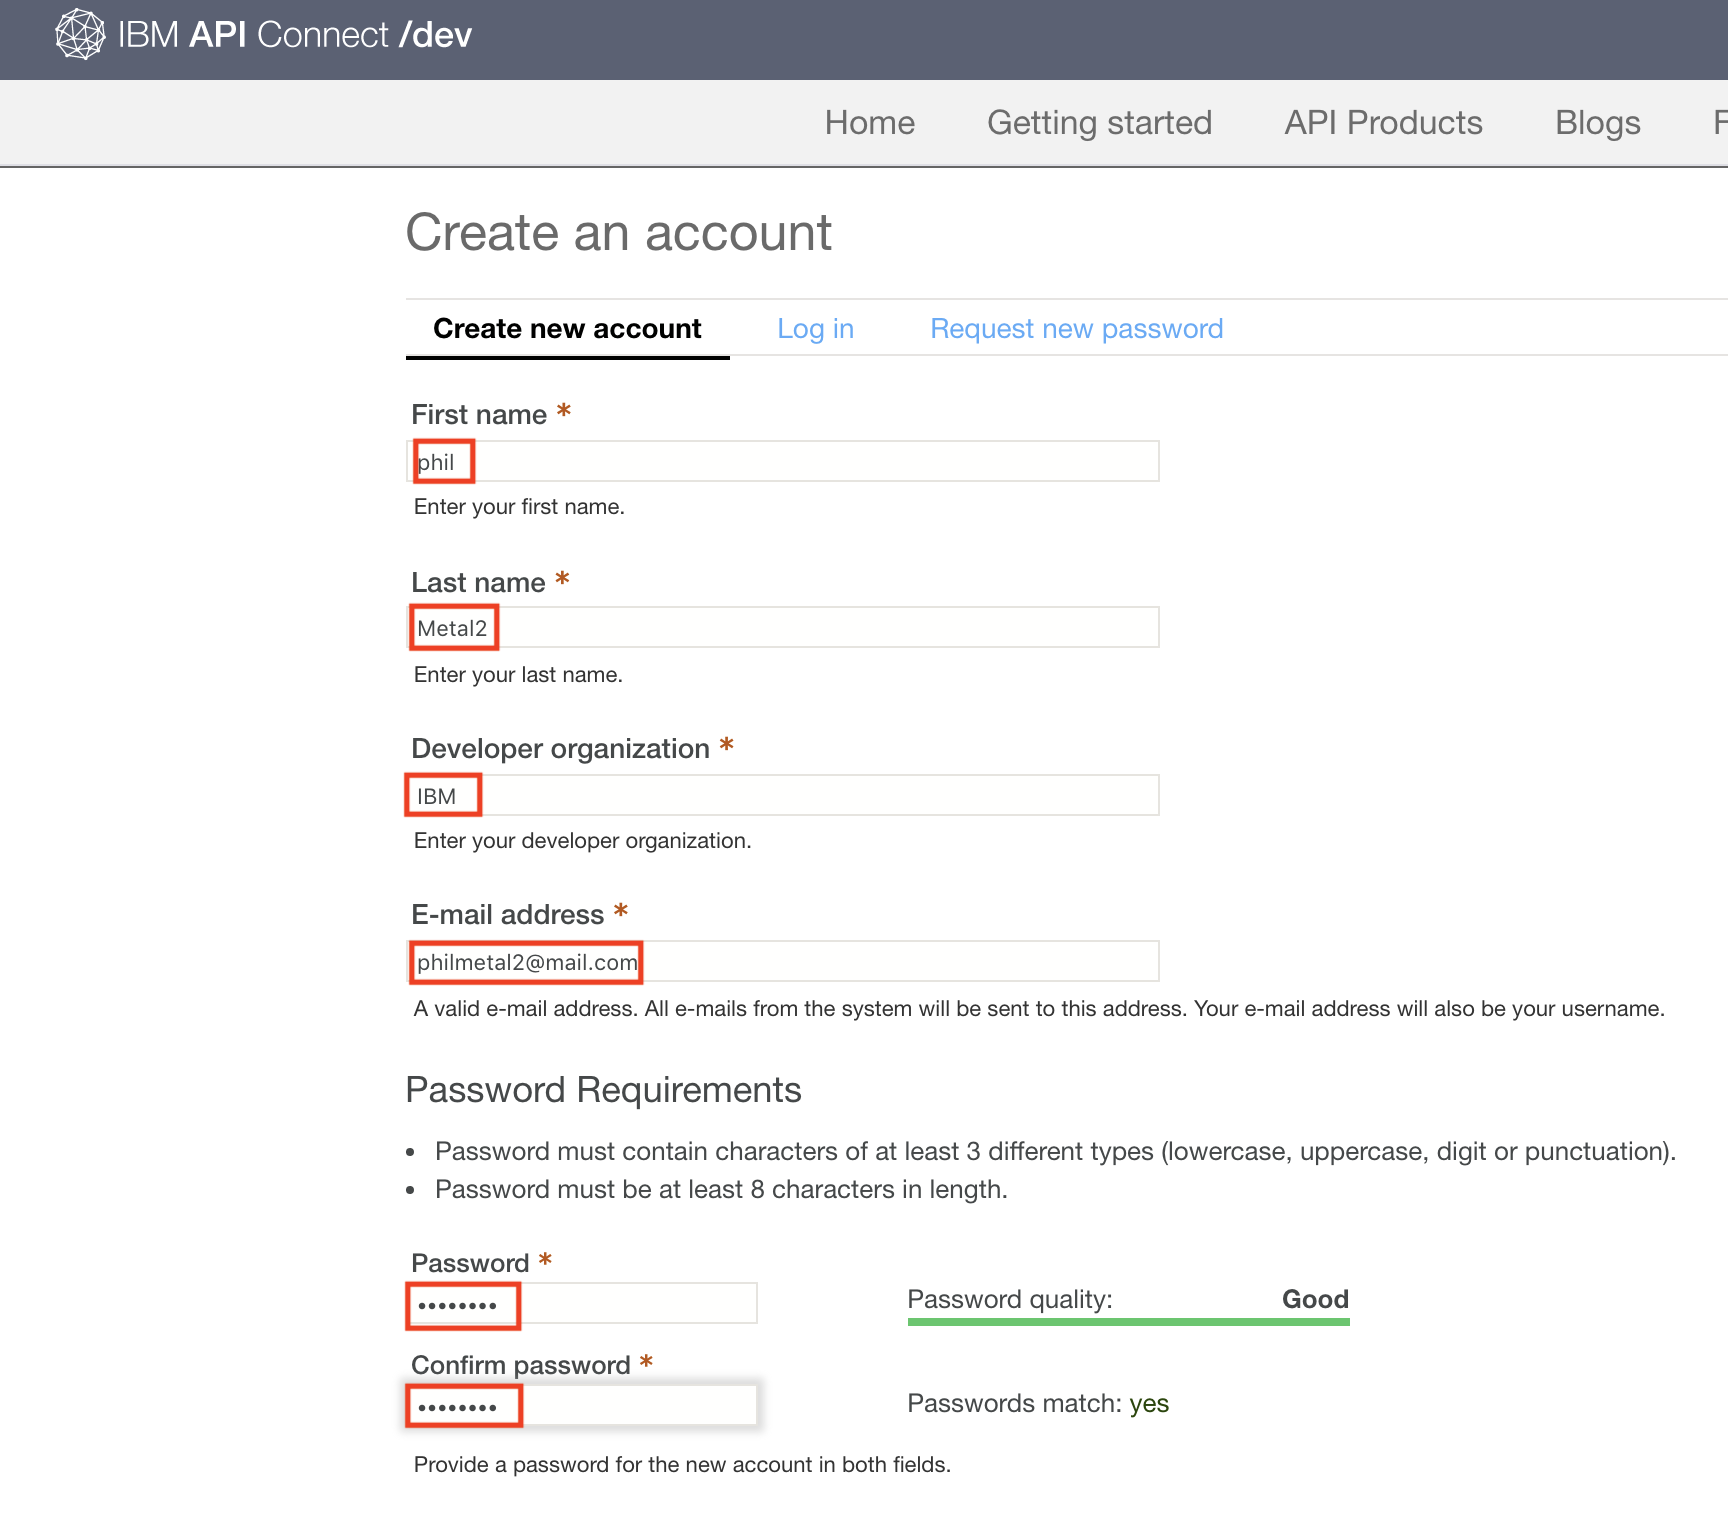 IBM API Connect /dev
Home Getting started API Products Blogs
Create an account
Create new account Log in Request new password
First name *
phil
Enter your first name.
Last name *
Metal2
Enter your last name.
Developer organization *
IBM
Enter your developer organization.
E-mail address *
philmetal2@mail.com
A valid e-mail address. All e-mails from the system will be sent to this address. Your e-mail address will also be your username.
Password Requirements
• Password must contain characters of at least 3 different types (lowercase, uppercase, digit or punctuation).
• Password must be at least 8 characters in length.
Password *
••••••••
Password quality: Good
Confirm password *
••••••••
Passwords match: yes
Provide a password for the new account in both fields.